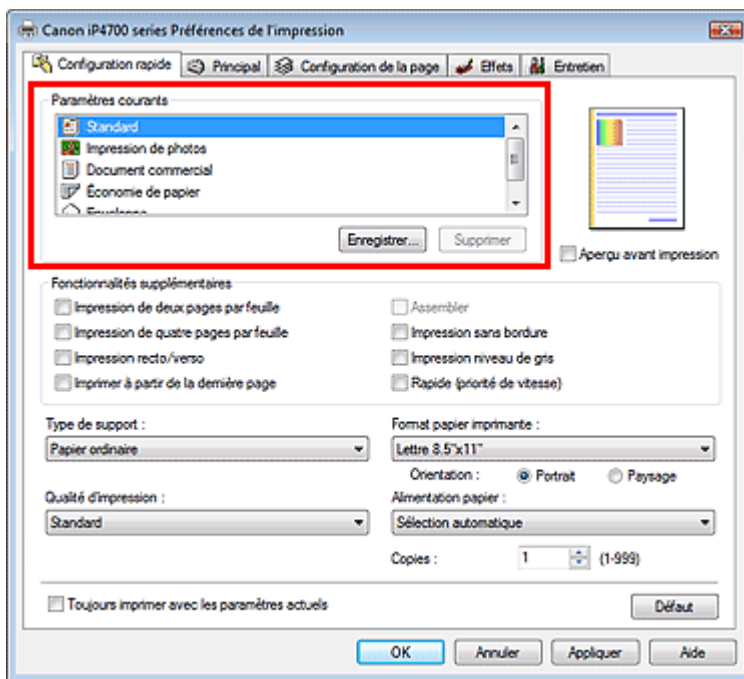 Canon iP4700 series Préférences de l'impression
Configuration rapide Principal Configuration de la page Effets Entretien
Paramètres courants
Standard
Impression de photos
Document commercial
Économie de papier
Enveloppe
Enregistrer... Supprimer
Aperçu avant impression
Fonctionnalités supplémentaires
Impression de deux pages par feuille Assembler
Impression de quatre pages par feuille Impression sans bordure
Impression recto/verso Impression niveau de gris
Imprimer à partir de la dernière page Rapide (priorité de vitesse)
Type de support : Format papier imprimante :
Papier ordinaire Lettre 8.5"x11"
Orientation : Portrait Paysage
Qualité d'impression : Alimentation papier :
Standard Sélection automatique
Copies : 1 (1-999)
Toujours imprimer avec les paramètres actuels Défaut
OK Annuler Appliquer Aide